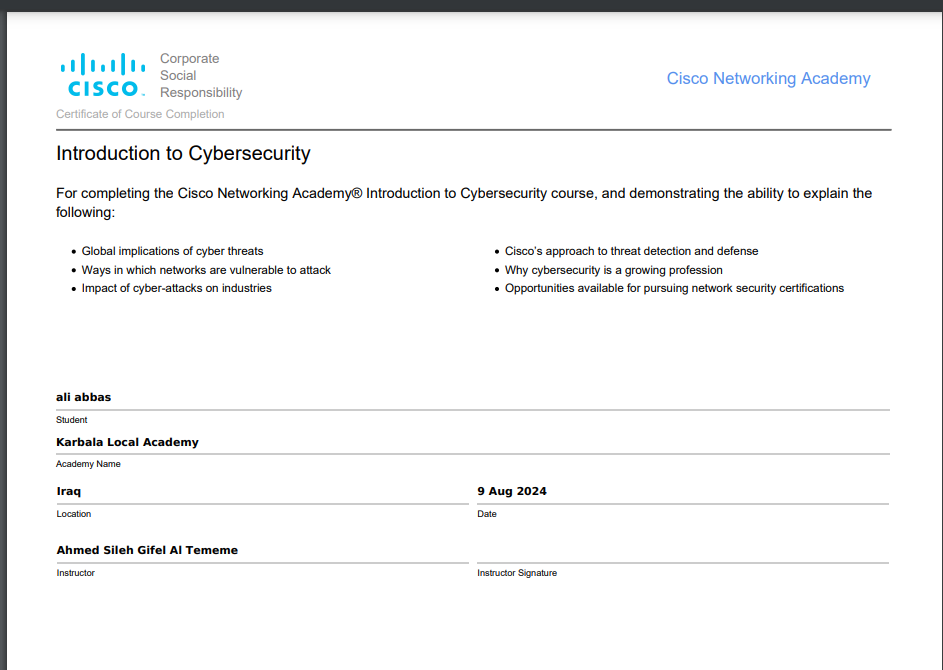 Corporate
Social
Responsibility
CISCO™
Cisco Networking Academy
Certificate of Course Completion
Introduction to Cybersecurity
For completing the Cisco Networking Academy® Introduction to Cybersecurity course, and demonstrating the ability to explain the
following:
• Global implications of cyber threats
• Ways in which networks are vulnerable to attack
• Impact of cyber-attacks on industries
• Cisco's approach to threat detection and defense
• Why cybersecurity is a growing profession
• Opportunities available for pursuing network security certifications
ali abbas
Student
Karbala Local Academy
Academy Name
Iraq
Location
9 Aug 2024
Date
Ahmed Sileh Gifel Al Tememe
Instructor
Instructor Signature